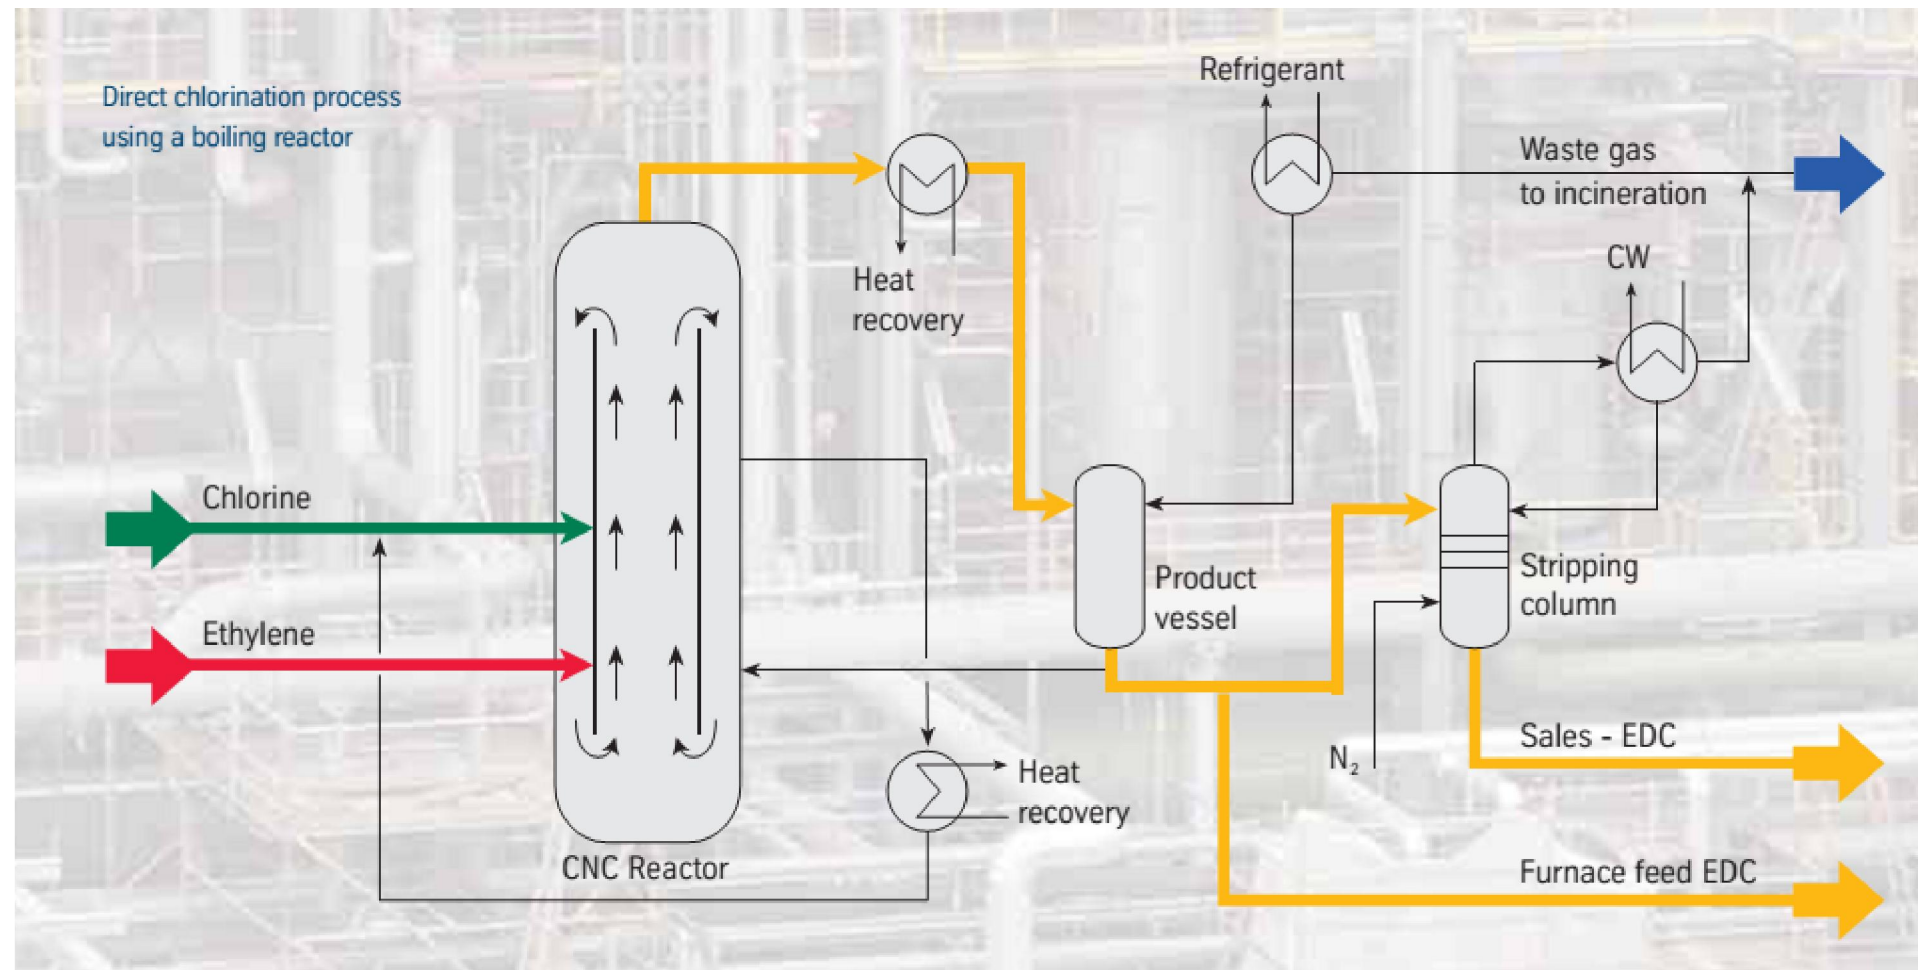 Direct chlorination process
using a boiling reactor
Refrigerant
Waste gas
to incineration
CW
Heat
recovery
Chlorine
Ethylene
Product
vessel
Stripping
column
N2
Sales - EDC
Heat
recovery
CNC Reactor
Furnace feed EDC